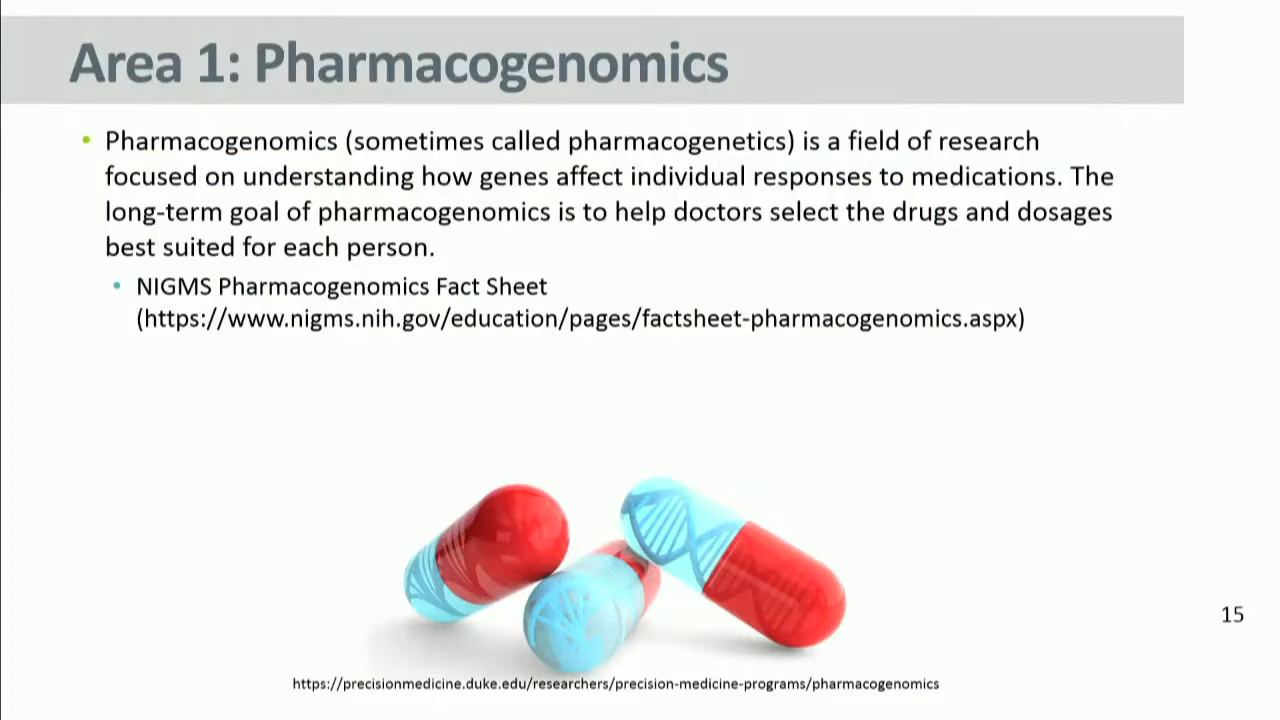 Area 1: Pharmacogenomics
• Pharmacogenomics (sometimes called pharmacogenetics) is a field of research
focused on understanding how genes affect individual responses to medications. The
long-term goal of pharmacogenomics is to help doctors select the drugs and dosages
best suited for each person.
• NIGMS Pharmacogenomics Fact Sheet
(https://www.nigms.nih.gov/education/pages/factsheet-pharmacogenomics.aspx)
15
https://precisionmedicine.duke.edu/researchers/precision-medicine-programs/pharmacogenomics